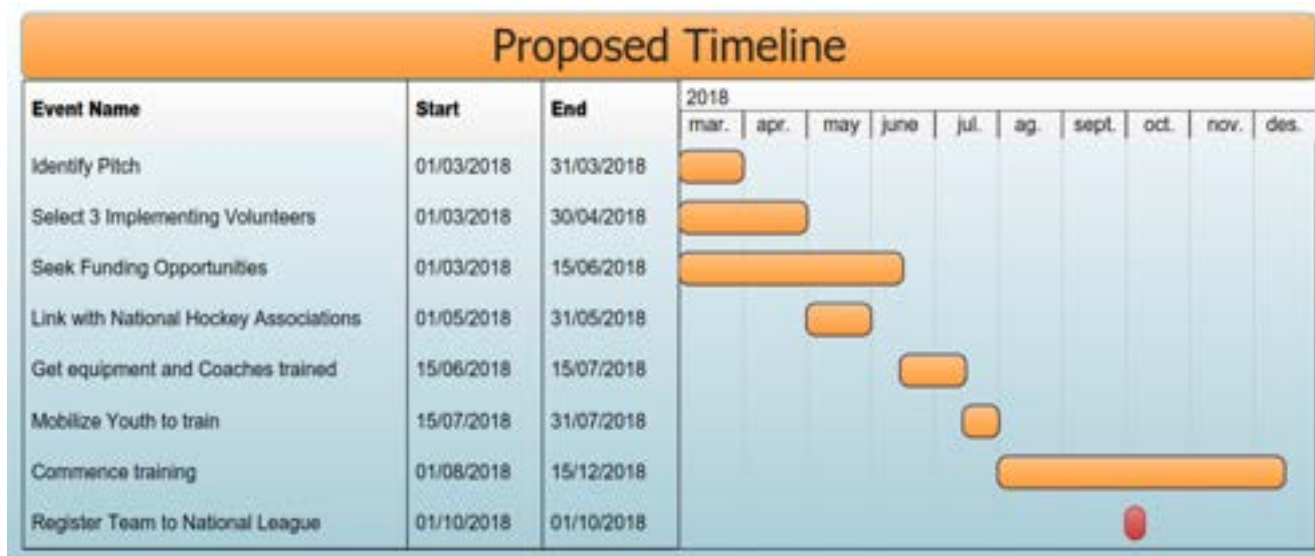 Proposed Timeline
Event Name Start End 2018
mar. apr. may june jul. ag. sept. oct. nov. des.
Identify Pitch 01/03/2018 31/03/2018
Select 3 Implementing Volunteers 01/03/2018 30/04/2018
Seek Funding Opportunities 01/03/2018 15/06/2018
Link with National Hockey Associations 01/05/2018 31/05/2018
Get equipment and Coaches trained 15/06/2018 15/07/2018
Mobilize Youth to train 15/07/2018 31/07/2018
Commence training 01/08/2018 15/12/2018
Register Team to National League 01/10/2018 01/10/2018